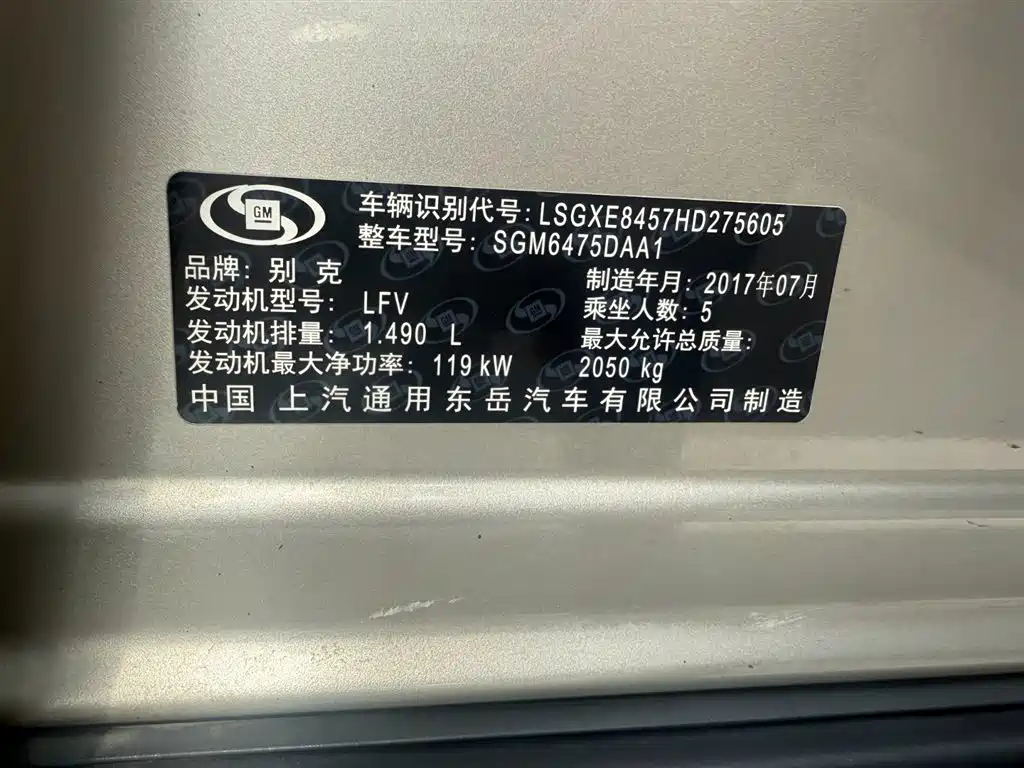 GM
车辆识别代号: LSGXE8457HD275605
整车型号: SGM6475DAA1
品牌: 别 克
制造年月: 2017年07月
发动机型号: LFV
乘坐人数: 5
发动机排量: 1.490 L
最大允许总质量:
发动机最大净功率: 119 kW
2050 kg
中国 上汽通用东岳汽车有限公司制造